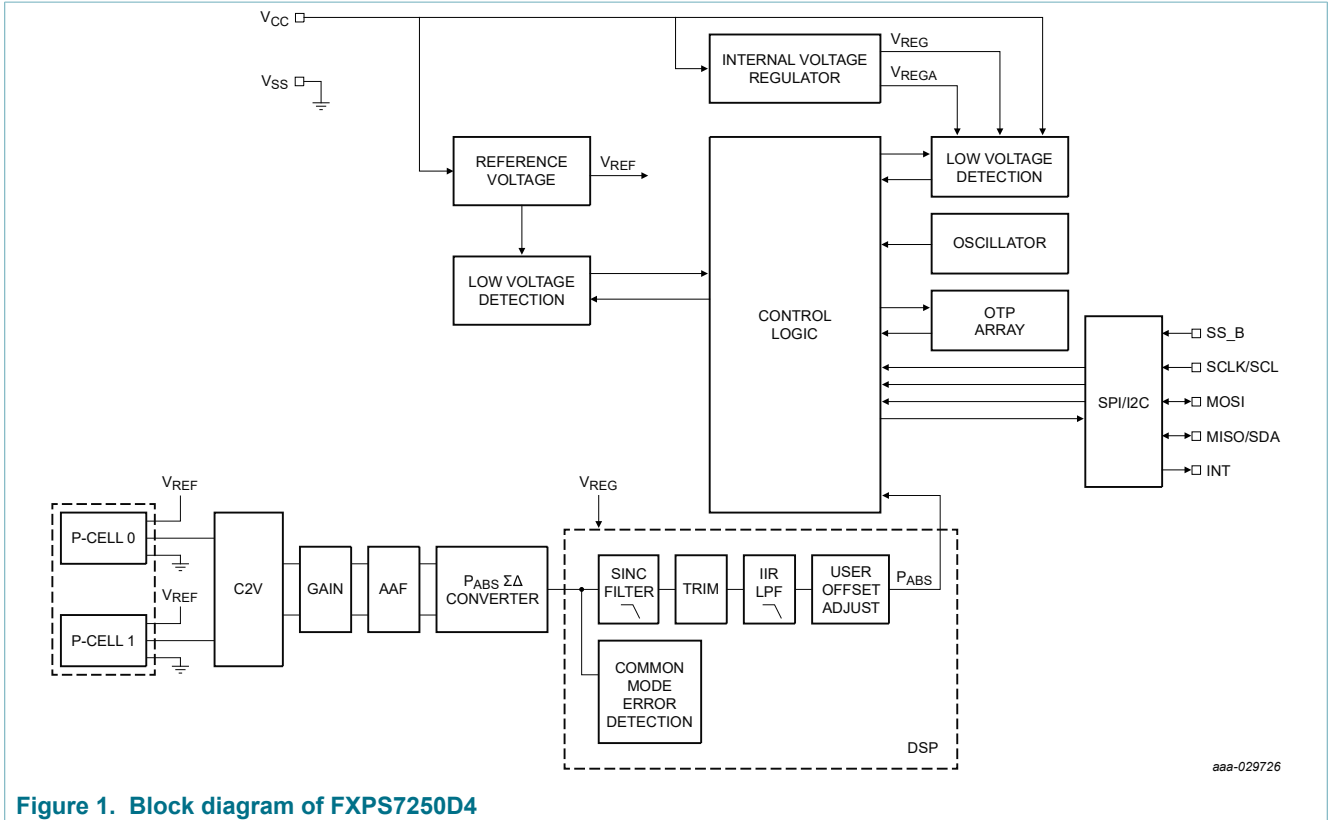 VCC
VSS
INTERNAL VOLTAGE
REGULATOR
VREG
VREGA
REFERENCE
VOLTAGE
VREF
LOW VOLTAGE
DETECTION
CONTROL
LOGIC
LOW VOLTAGE
DETECTION
OSCILLATOR
OTP
ARRAY
SPI/I2C
SS_B
SCLK/SCL
MOSI
MISO/SDA
INT
VREF
P-CELL 0
VREF
P-CELL 1
C2V
GAIN
AAF
PABS ΣΔ
CONVERTER
VREG
SINC
FILTER
TRIM
IIR
LPF
USER
OFFSET
ADJUST
PABS
COMMON
MODE
ERROR
DETECTION
DSP
aaa-029726
Figure 1. Block diagram of FXPS7250D4